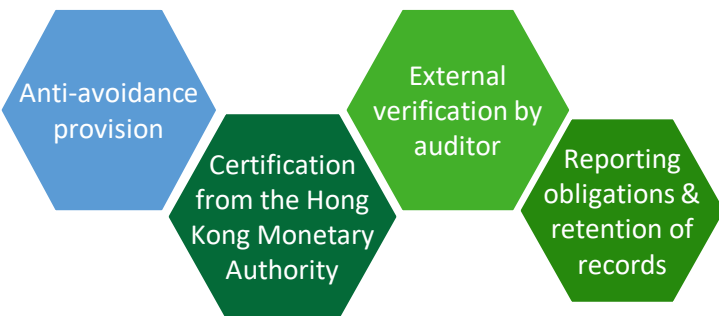 Anti-avoidance
provision
Certification
from the Hong
Kong Monetary
Authority
External
verification by
auditor
Reporting
obligations &
retention of
records